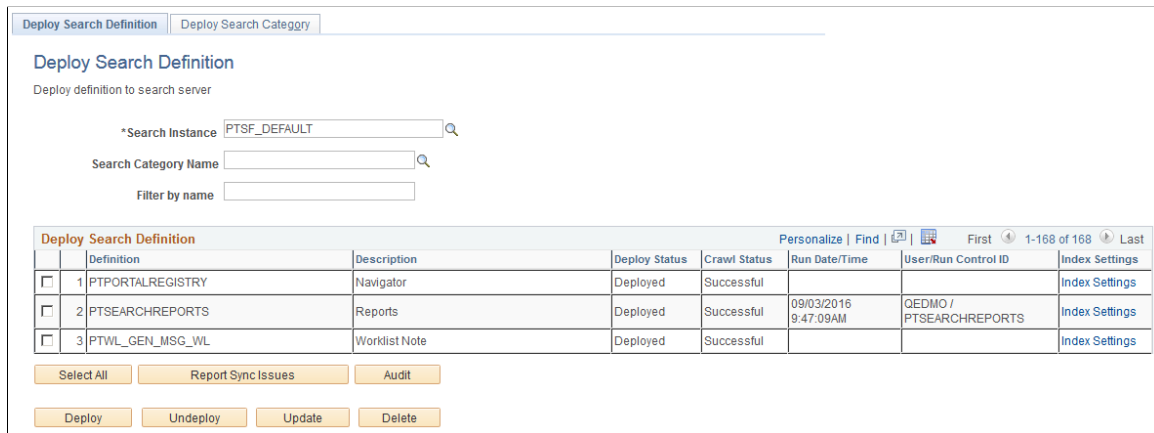 Deploy Search Definition Deploy Search Category
Deploy Search Definition
Deploy definition to search server
*Search Instance PTSF_DEFAULT
Search Category Name
Filter by name
Deploy Search Definition Personalize | Find | | First 1-168 of 168 Last
Definition Description Deploy Status Crawl Status Run Date/Time User/Run Control ID Index Settings
1 PTPORTALREGISTRY Navigator Deployed Successful Index Settings
2 PTSEARCHREPORTS Reports Deployed Successful 09/03/2016 9:47:09AM QEDMO / PTSEARCHREPORTS Index Settings
3 PTWL_GEN_MSG_WL Worklist Note Deployed Successful Index Settings
Select All Report Sync Issues Audit
Deploy Undeploy Update Delete